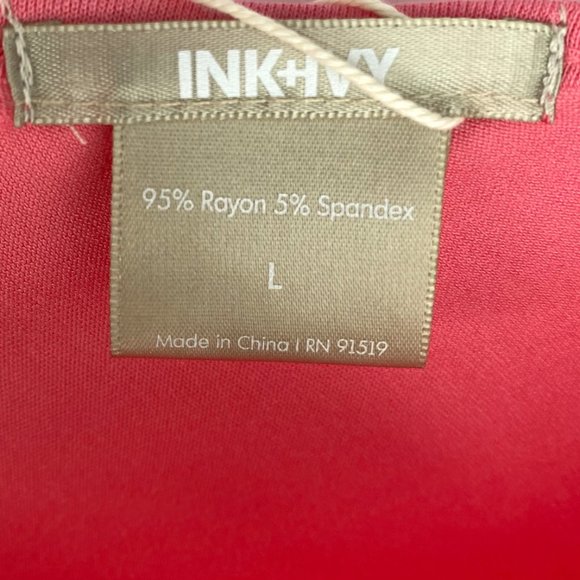 INK+IVY
95% Rayon 5% Spandex
L
Made in China | RN 91519